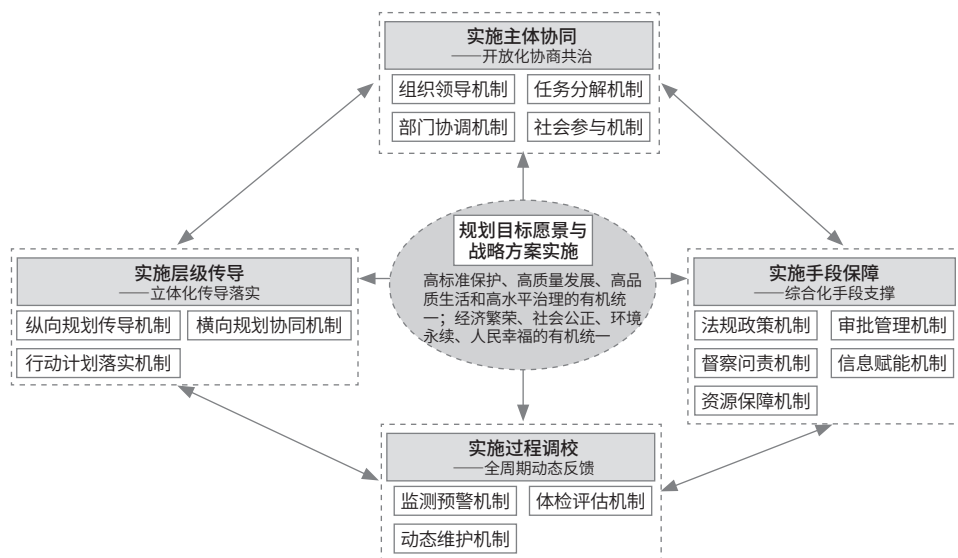 实施主体协同
——开放化协商共治
组织领导机制 任务分解机制
部门协调机制 社会参与机制
规划目标愿景与
战略方案实施
高标准保护、高质量发展、高品
质生活和高水平治理的有机统
一；经济繁荣、社会公正、环境
永续、人民幸福的有机统一
实施层级传导
——立体化传导落实
纵向规划传导机制 横向规划协同机制
行动计划落实机制
实施手段保障
——综合化手段支撑
法规政策机制 审批管理机制
督察问责机制 信息赋能机制
资源保障机制
实施过程调校
——全周期动态反馈
监测预警机制 体检评估机制
动态维护机制